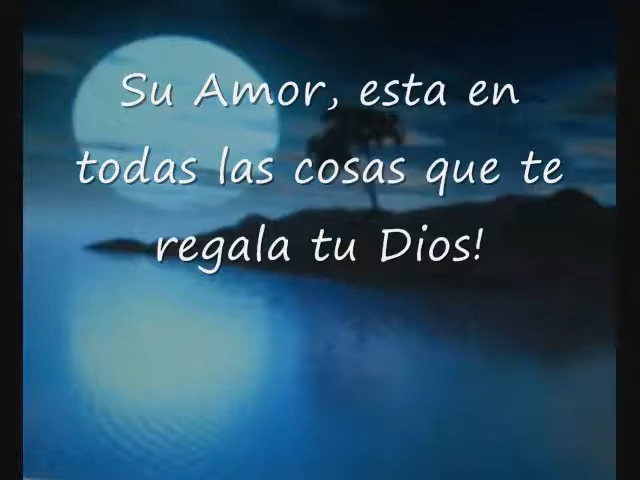 Su Amor, esta en
todas las cosas que te
regala tu Dios!